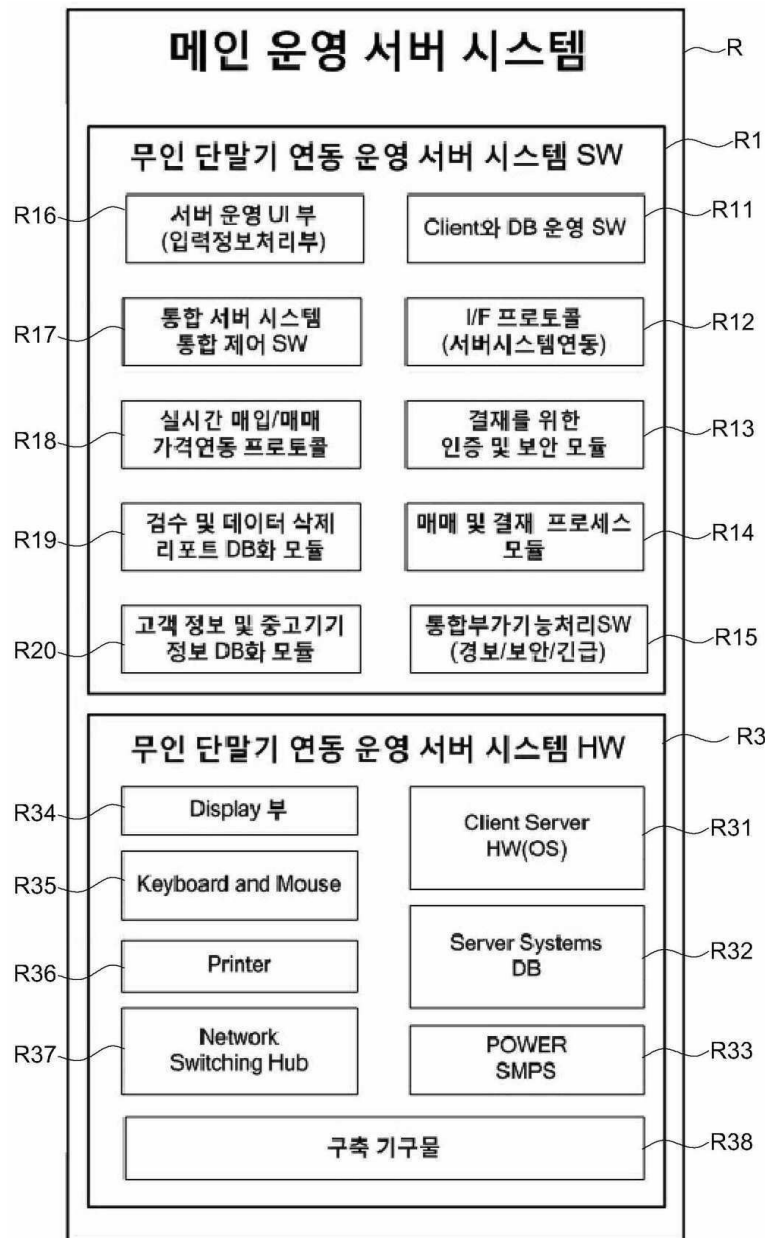 메인 운영 서버 시스템
R
무인 단말기 연동 운영 서버 시스템 SW
R1
R16
서버 운영 UI 부
(입력정보처리부)
Client와 DB 운영 SW
R11
R17
통합 서버 시스템
통합 제어 SW
I/F 프로토콜
(서버시스템연동)
R12
R18
실시간 매입/매매
가격연동 프로토콜
결재를 위한
인증 및 보안 모듈
R13
R19
검수 및 데이터 삭제
리포트 DB화 모듈
매매 및 결재 프로세스
모듈
R14
R20
고객 정보 및 중고기기
정보 DB화 모듈
통합부가기능처리SW
(경보/보안/긴급)
R15
무인 단말기 연동 운영 서버 시스템 HW
R3
R34
Display 부
Client Server
HW(OS)
R31
R35
Keyboard and Mouse
R36
Printer
Server Systems
DB
R32
R37
Network
Switching Hub
POWER
SMPS
R33
구축 기구물
R38